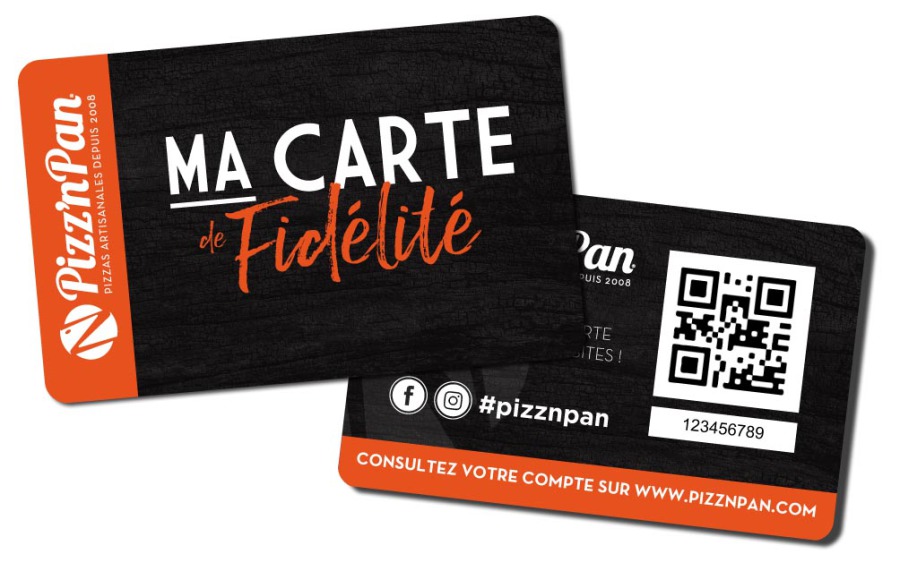 Pizz'nPan
PIZZAS ARTISANALES DEPUIS 2008
MA CARTE
de Fidélité
Pan
PUIS 2008
RTE
ITES !
#pizznpan
123456789
CONSULTEZ VOTRE COMPTE SUR WWW.PIZZNPAN.COM